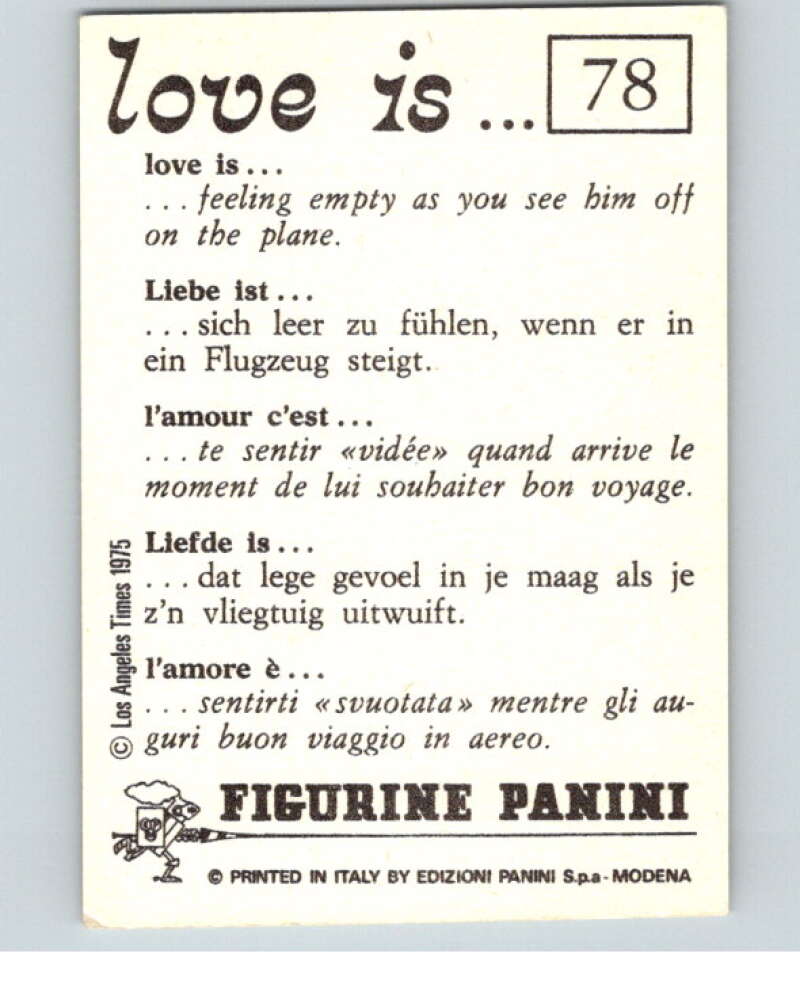 love is ... 78
love is...
...feeling empty as you see him off
on the plane.
Liebe ist...
...sich leer zu fühlen, wenn er in
ein Flugzeug steigt.
l'amour c'est...
...te sentir «vidée» quand arrive le
moment de lui souhaiter bon voyage.
Liefde is...
...dat lege gevoel in je maag als je
z'n vliegtuig uitwuift.
l'amore è...
...sentirti «svuotata» mentre gli au-
guri buon viaggio in aereo.
© Los Angeles Times 1975
FIGURINE PANINI
© PRINTED IN ITALY BY EDIZIONI PANINI S.p.a - MODENA